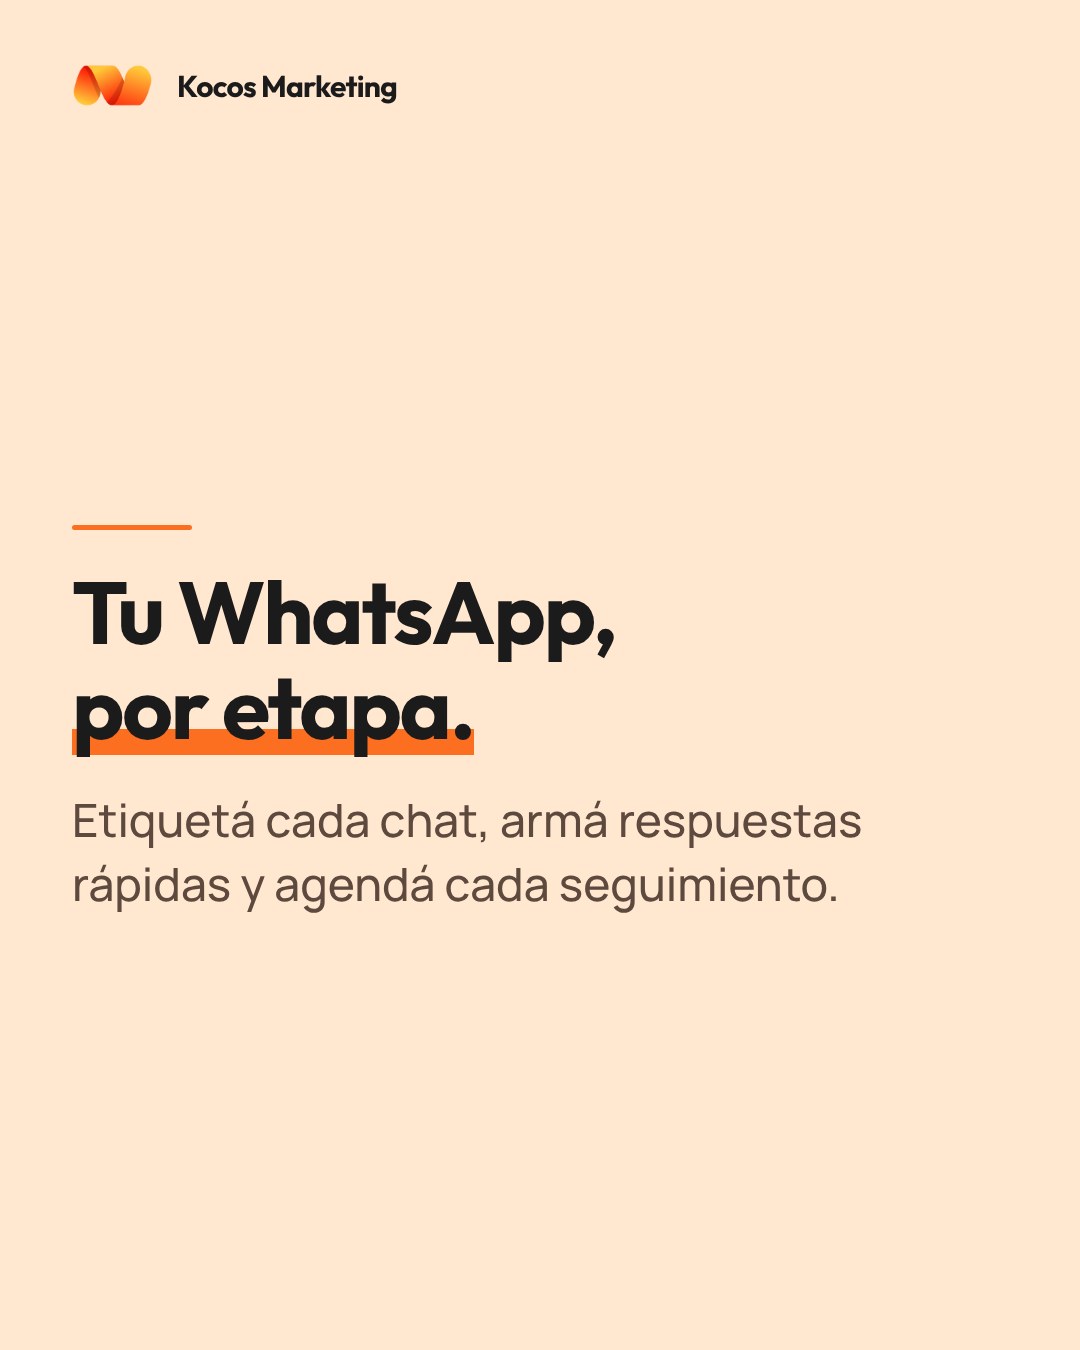 Kocos Marketing
Tu WhatsApp,
por etapa.
Etiquetá cada chat, armá respuestas
rápidas y agendá cada seguimiento.